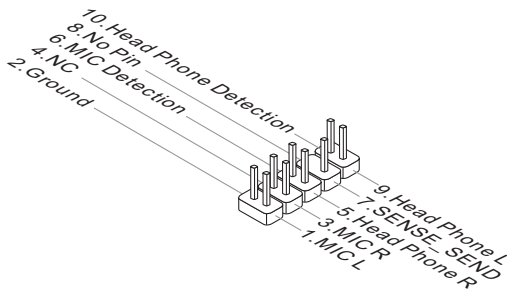 10.Head Phone Detection
8.No Pin
6.MIC Detection
4.NC
2.Ground
9.Head Phone L
7.SENSE_SEND
5.Head Phone R
3.MIC R
1.MIC L